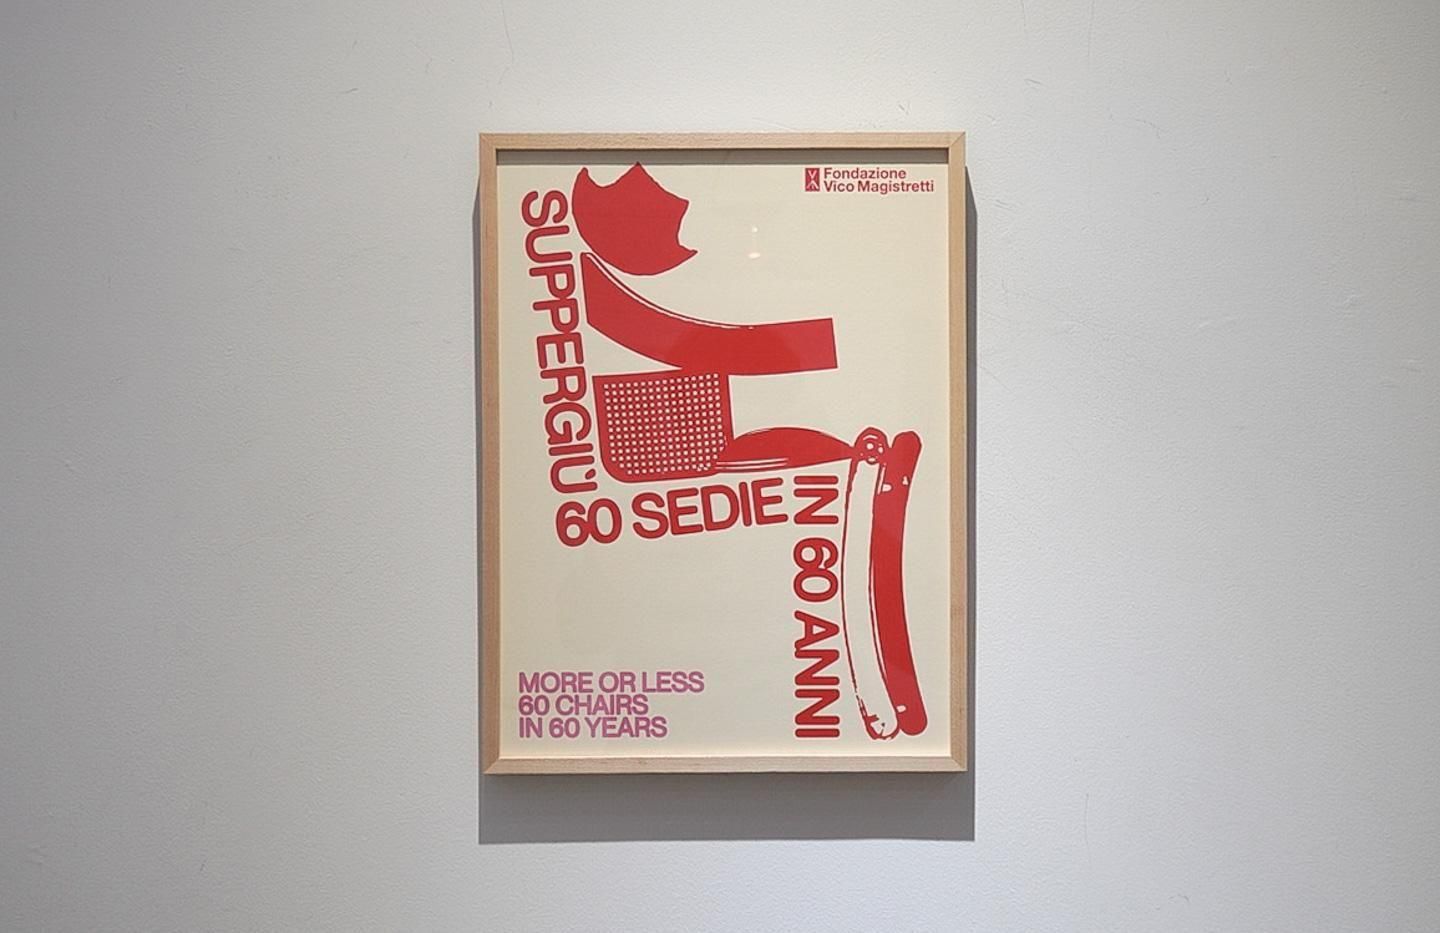 Fondazione
Vico Magistretti
SUPPERGIÙ
60 SEDIE
IN 60 ANNI
MORE OR LESS
60 CHAIRS
IN 60 YEARS